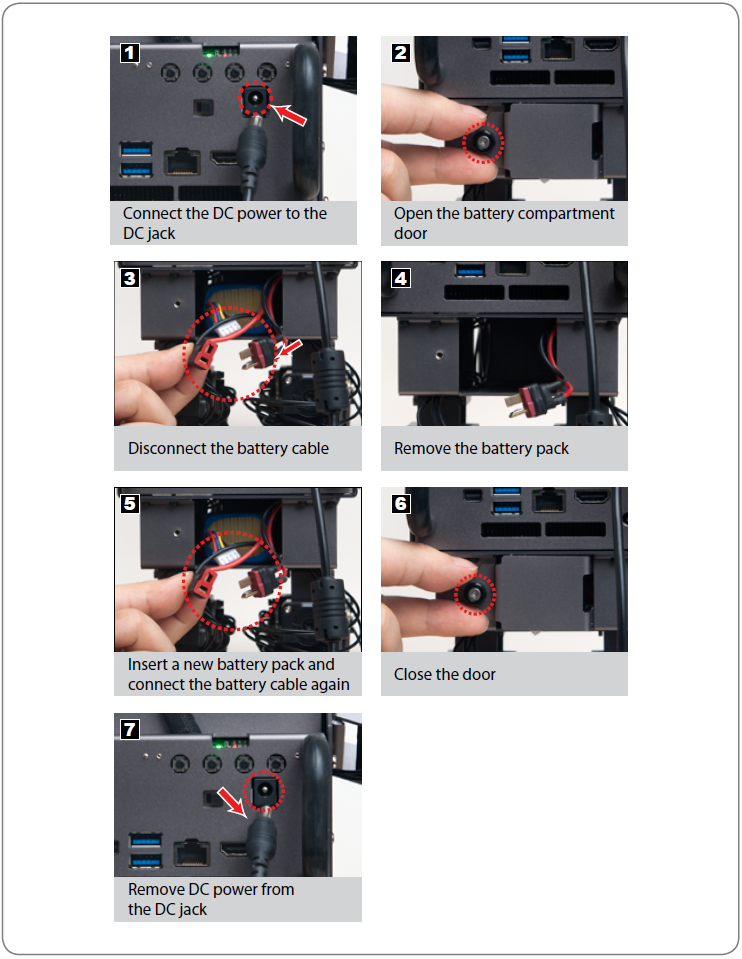 1
Connect the DC power to the
DC jack
2
Open the battery compartment
door
3
Disconnect the battery cable
4
Remove the battery pack
5
Insert a new battery pack and
connect the battery cable again
6
Close the door
7
Remove DC power from
the DC jack